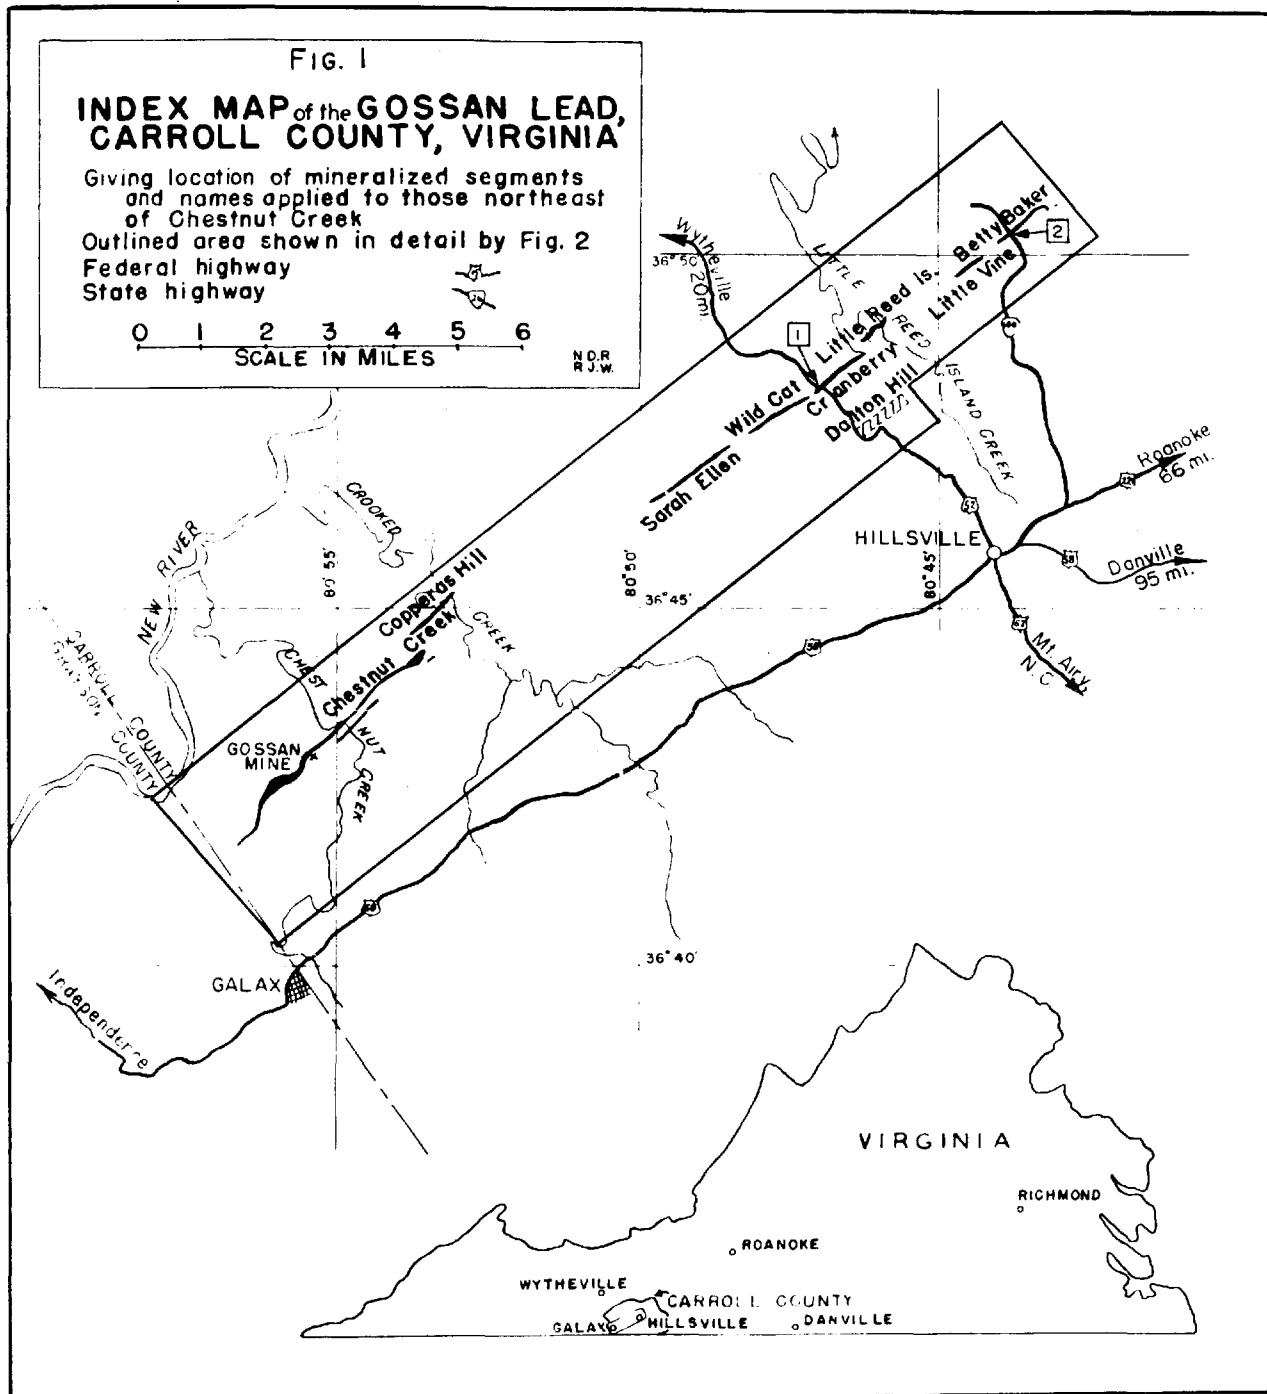 FIG. 1
INDEX MAP of the GOSSAN LEAD,
CARROLL COUNTY, VIRGINIA
Giving location of mineralized segments
and names applied to those northeast
of Chestnut Creek
Outlined area shown in detail by Fig. 2
Federal highway
State highway
0 1 2 3 4 5 6
SCALE IN MILES
N.D.R
R.J.W.
Wytheville
20 mi.
36° 50'
LITTLE
REED
ISLAND CREEK
Betty Baker
2
Little Vine
Little Reed Is.
1
Cranberry
Wild Cat
Dalton Hill
Sarah Ellen
Roanoke
66 mi.
52
HILLSVILLE
58
Danville
95 mi.
80° 55'
80° 50'
80° 45'
36° 45'
Mt. Airy,
N.C.
58
CROOKED
CREEK
NEW RIVER
Copperas Hill
Chestnut Creek
CHEST
NUT
CREEK
GOSSAN
MINE
CARROLL COUNTY
GRAYSON COUNTY
58
36° 40'
GALAX
Independence
VIRGINIA
RICHMOND
ROANOKE
WYTHEVILLE
CARROLL COUNTY
GALAX
HILLSVILLE
DANVILLE